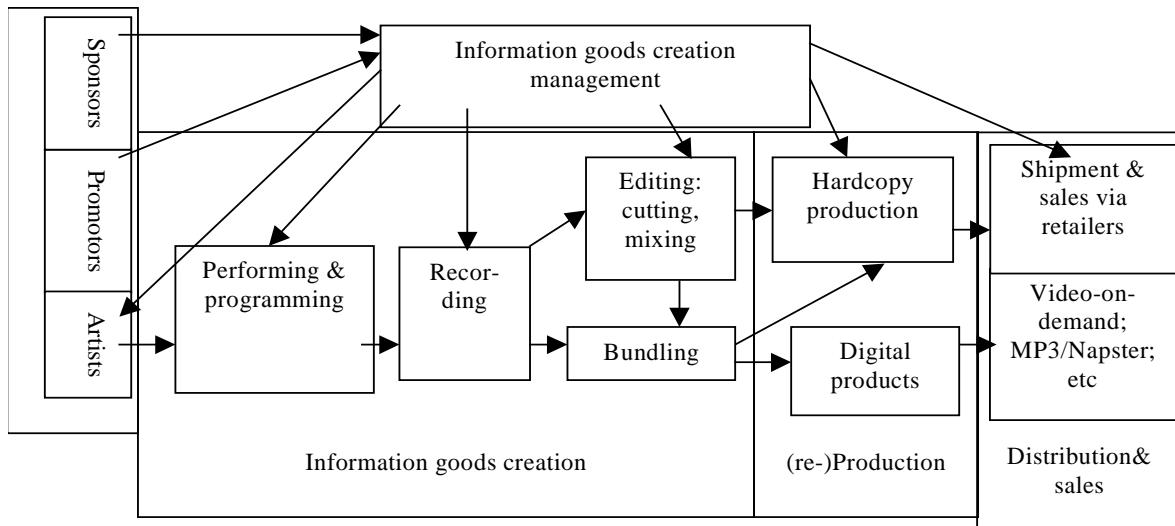 Sponsors
Promotors
Artists
Information goods creation
management
Performing &
programming
Recor-
ding
Editing:
cutting,
mixing
Bundling
Hardcopy
production
Digital
products
Shipment &
sales via
retailers
Video-on-
demand;
MP3/Napster;
etc
Information goods creation
(re-)Production
Distribution&
sales